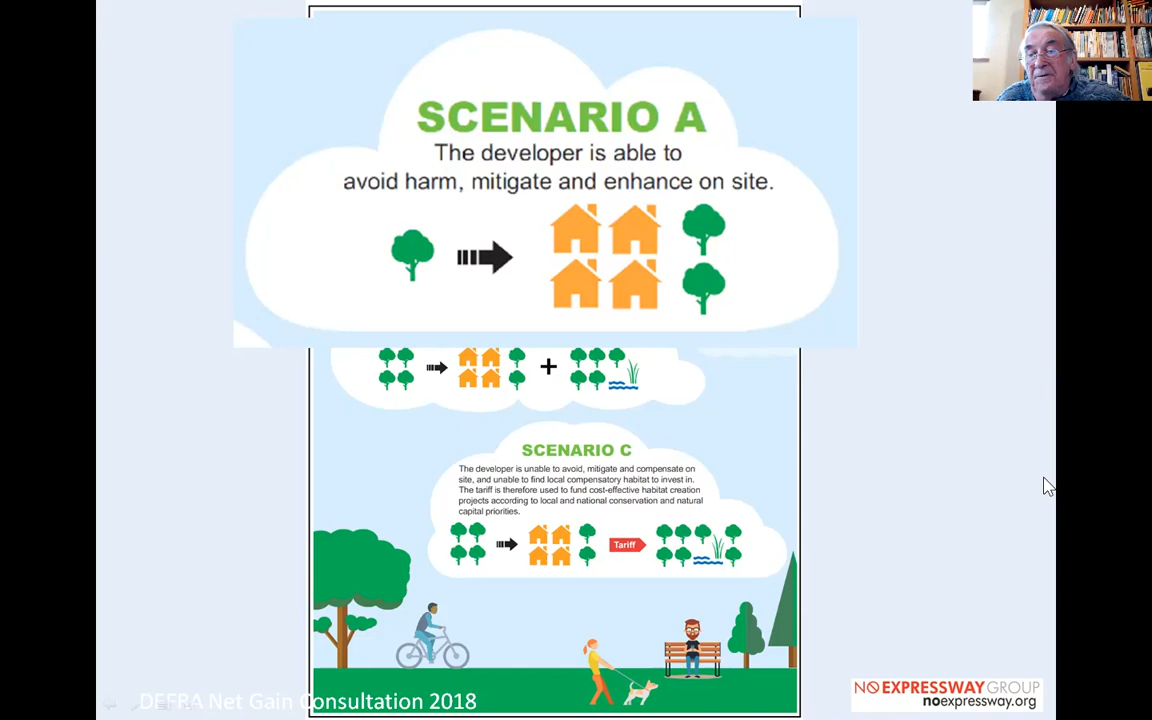 SCENARIO A
The developer is able to
avoid harm, mitigate and enhance on site.
SCENARIO C
The developer is unable to avoid, mitigate and compensate on
site, and unable to find local compensatory habitat to invest in.
The tariff is therefore used to fund cost-effective habitat creation
projects according to local and national conservation and natural
capital priorities.
Tariff
DEFRA Net Gain Consultation 2018
NO EXPRESSWAY GROUP
noexpressway.org